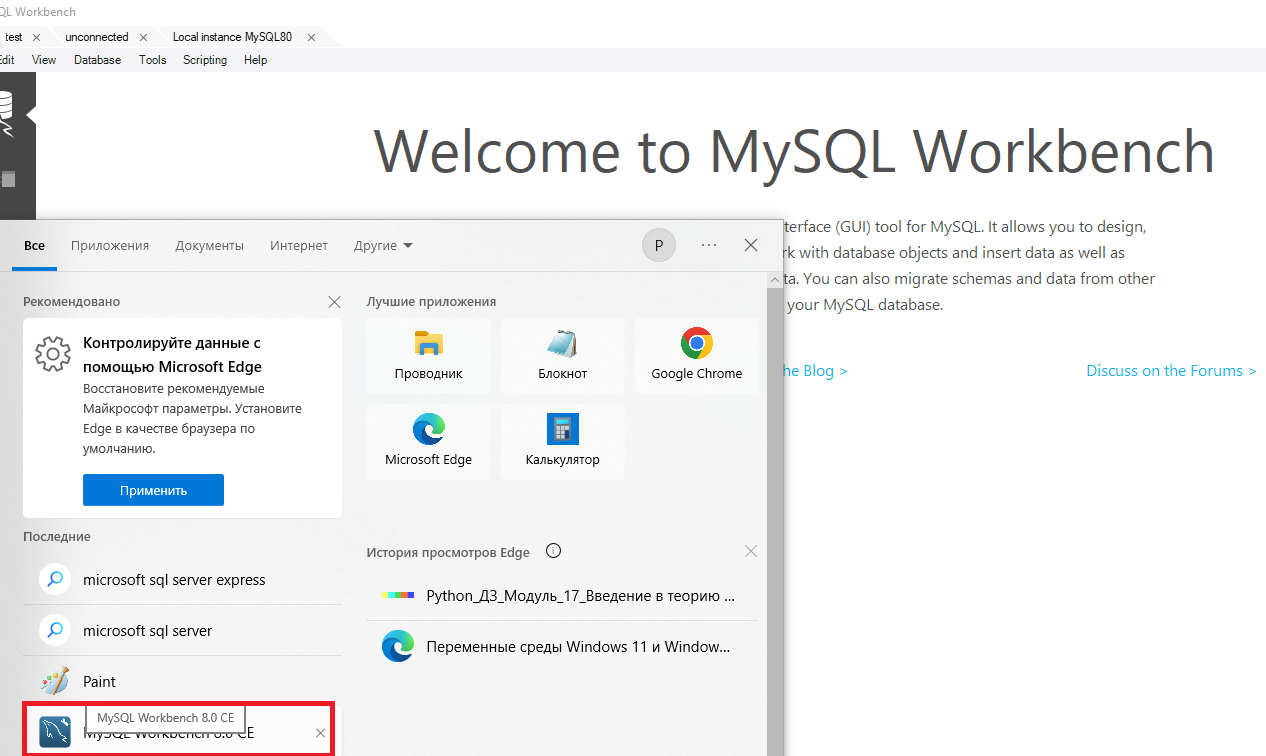 QL Workbench
test
unconnected
Local instance MySQL80
Edit View Database Tools Scripting Help
Welcome to MySQL Workbench
terface (GUI) tool for MySQL. It allows you to design,
rk with database objects and insert data as well as
ta. You can also migrate schemas and data from other
your MySQL database.
he Blog >
Discuss on the Forums >
Все Приложения Документы Интернет Другие
P
Рекомендовано
Контролируйте данные с
помощью Microsoft Edge
Восстановите рекомендуемые
Майкрософт параметры. Установите
Edge в качестве браузера по
умолчанию.
Применить
Последние
microsoft sql server express
microsoft sql server
Paint
MySQL Workbench 8.0 CE
MySQL Workbench 8.0 CE
Лучшие приложения
Проводник
Блокнот
Google Chrome
Microsoft Edge
Калькулятор
История просмотров Edge
Python_ДЗ_Модуль_17_Введение в теорию ...
Переменные среды Windows 11 и Window...